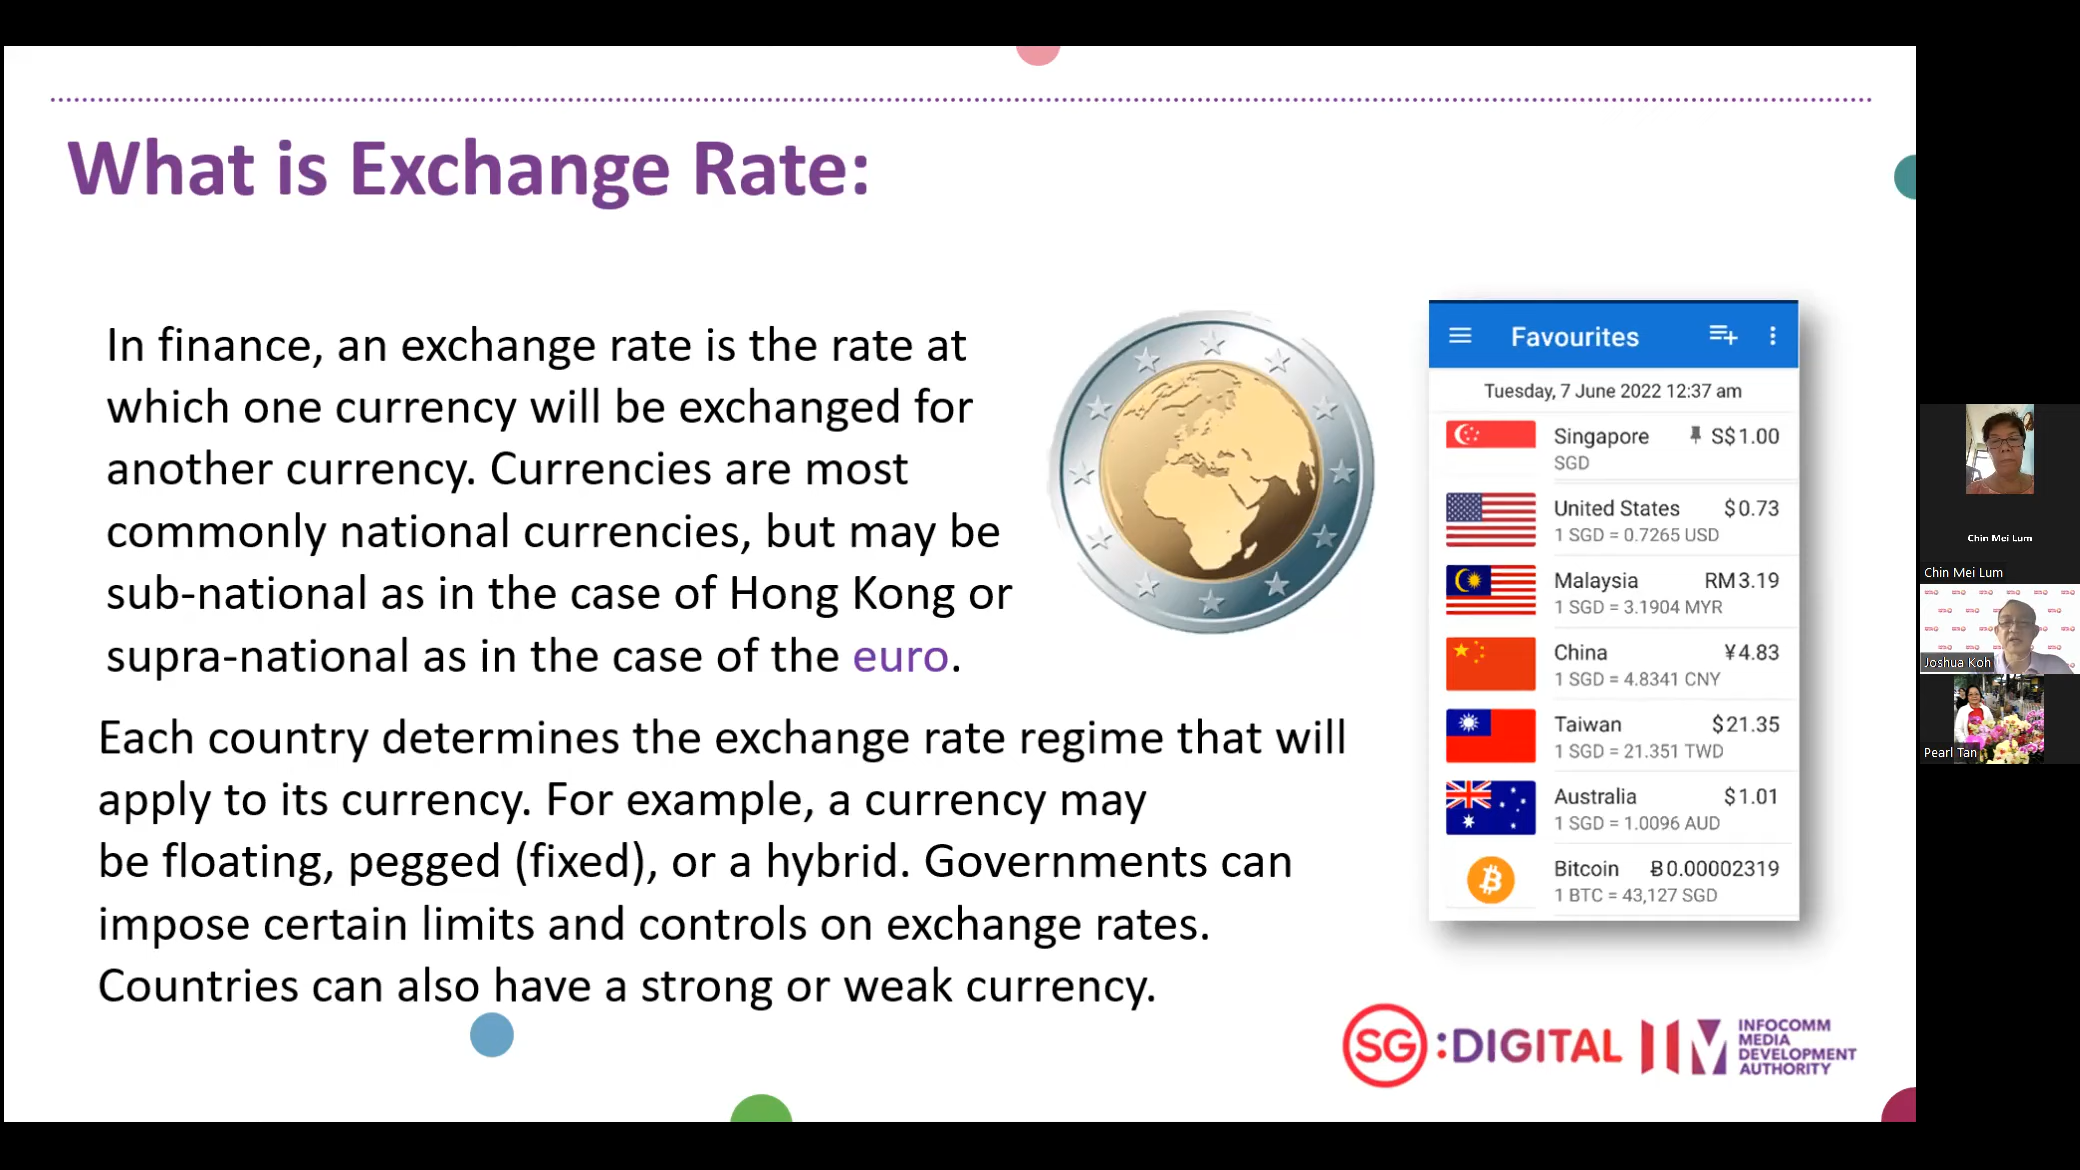 What is Exchange Rate:
In finance, an exchange rate is the rate at
which one currency will be exchanged for
another currency. Currencies are most
commonly national currencies, but may be
sub-national as in the case of Hong Kong or
supra-national as in the case of the euro.
Each country determines the exchange rate regime that will
apply to its currency. For example, a currency may
be floating, pegged (fixed), or a hybrid. Governments can
impose certain limits and controls on exchange rates.
Countries can also have a strong or weak currency.
Favourites
Tuesday, 7 June 2022 12:37 am
Singapore S$1.00
SGD
United States $0.73
1 SGD = 0.7265 USD
Malaysia RM3.19
1 SGD = 3.1904 MYR
China ¥4.83
1 SGD = 4.8341 CNY
Taiwan $21.35
1 SGD = 21.351 TWD
Australia $1.01
1 SGD = 1.0096 AUD
Bitcoin Ƀ0.00002319
1 BTC = 43,127 SGD
SG:DIGITAL
INFOCOMM
MEDIA
DEVELOPMENT
AUTHORITY
Chin Mei Lum
Chin Mei Lum
Joshua Koh
Pearl Tan